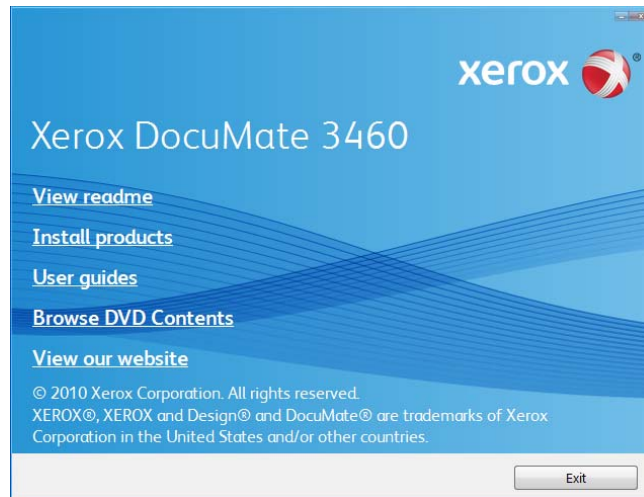 xerox ®
Xerox DocuMate 3460
View readme
Install products
User guides
Browse DVD Contents
View our website
© 2010 Xerox Corporation. All rights reserved.
XEROX®, XEROX and Design® and DocuMate® are trademarks of Xerox
Corporation in the United States and/or other countries.
Exit